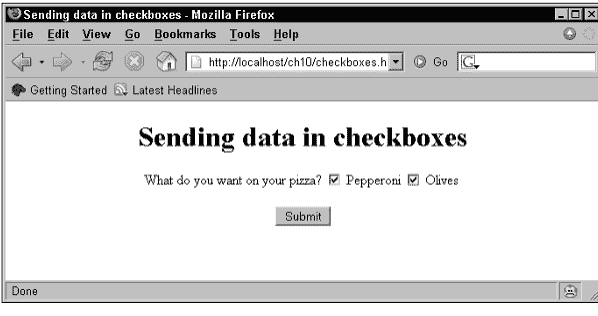 Sending data in checkboxes - Mozilla Firefox
File Edit View Go Bookmarks Tools Help
http://localhost/ch10/checkboxes.h Go G
Getting Started Latest Headlines
Sending data in checkboxes
What do you want on your pizza? Pepperoni Olives
Submit
Done